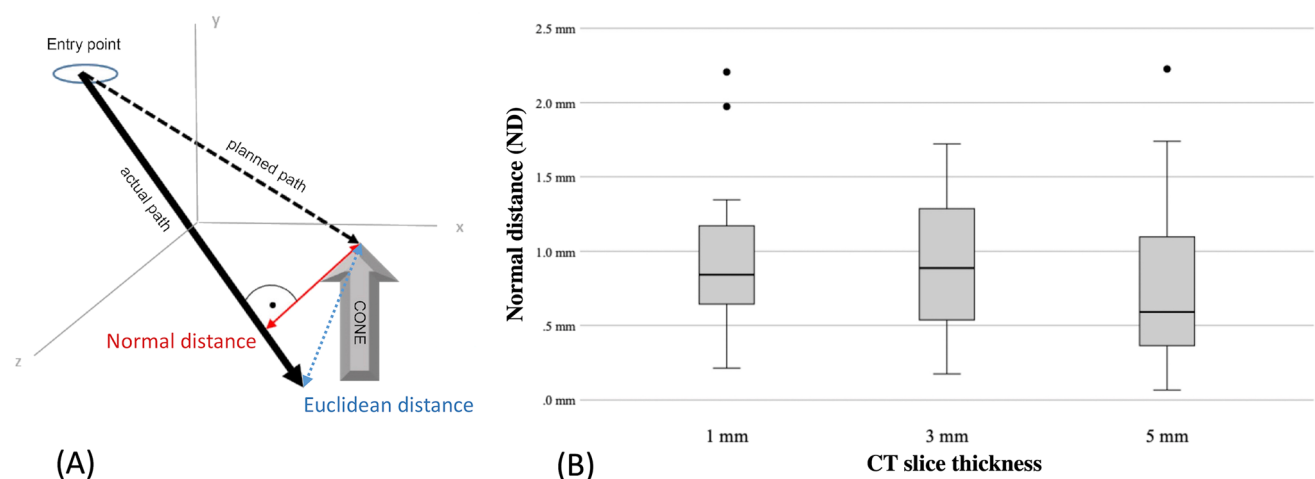 Entry point
y
planned path
actual path
x
z
CONE
Normal distance
Euclidean distance
(A)
Normal distance (ND)
2.5 mm
2.0 mm
1.5 mm
1.0 mm
.5 mm
.0 mm
1 mm
3 mm
5 mm
CT slice thickness
(B)